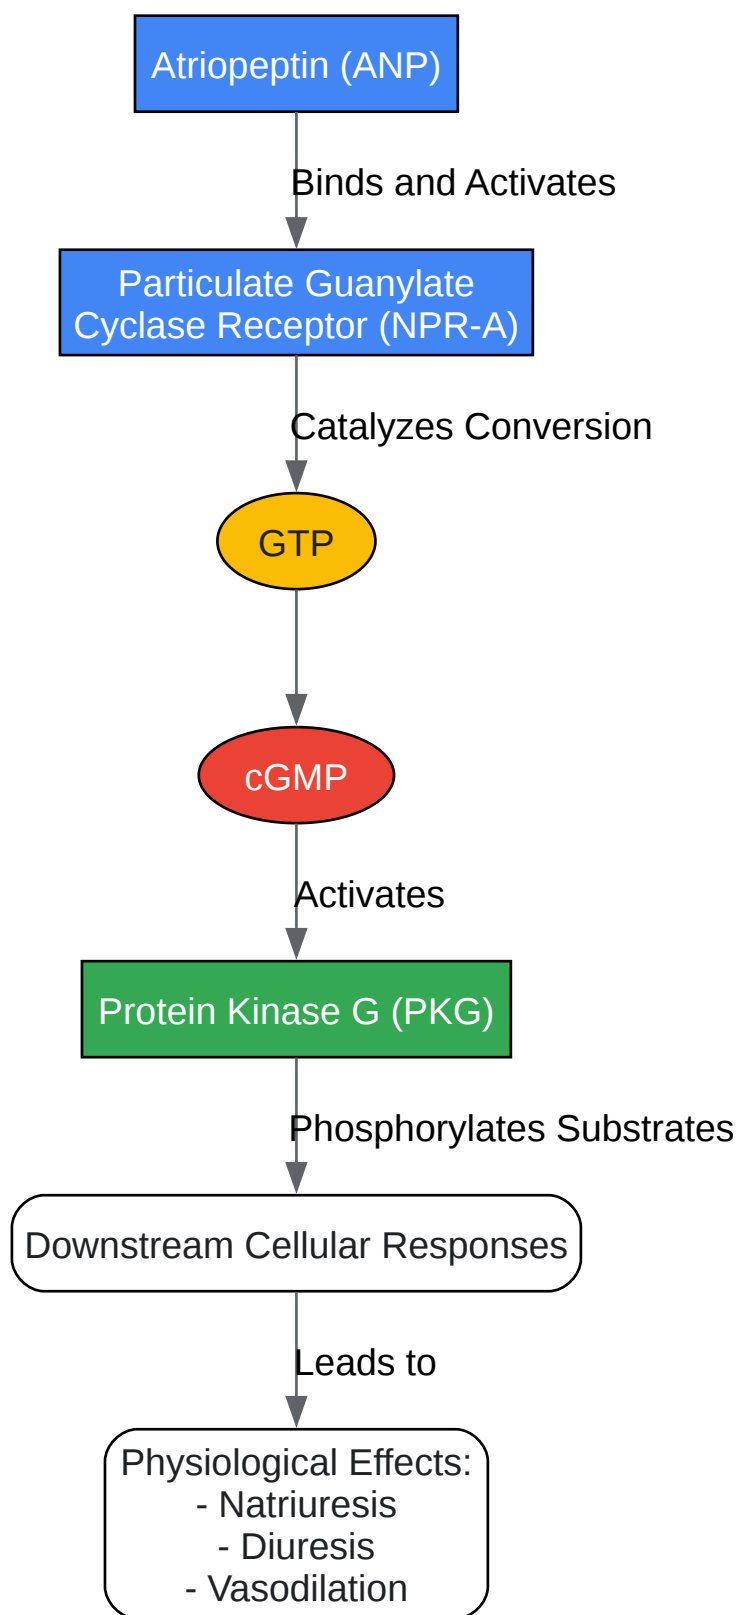 Atriopeptin (ANP)
Binds and Activates
Particulate Guanylate
Cyclase Receptor (NPR-A)
Catalyzes Conversion
GTP
cGMP
Activates
Protein Kinase G (PKG)
Phosphorylates Substrates
Downstream Cellular Responses
Leads to
Physiological Effects:
- Natriuresis
- Diuresis
- Vasodilation